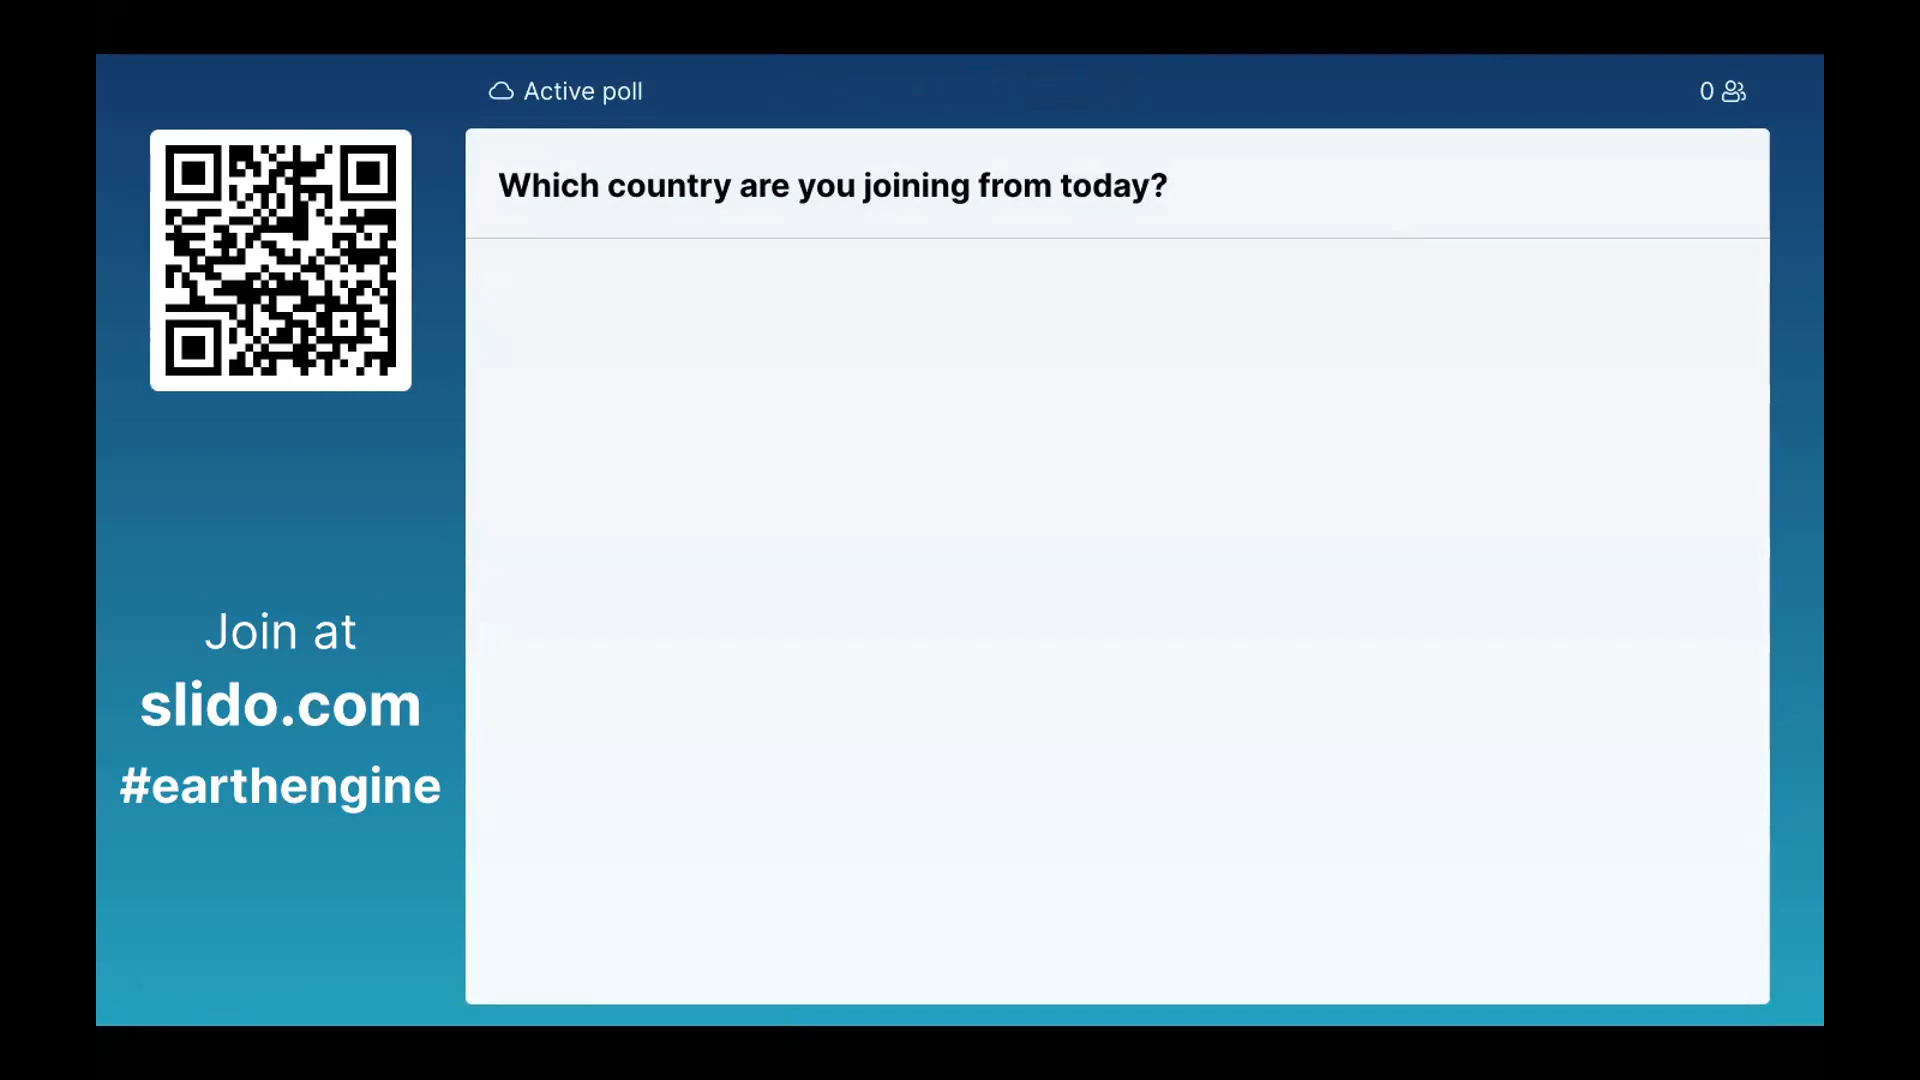 Active poll
0
Which country are you joining from today?
Join at
slido.com
#earthengine